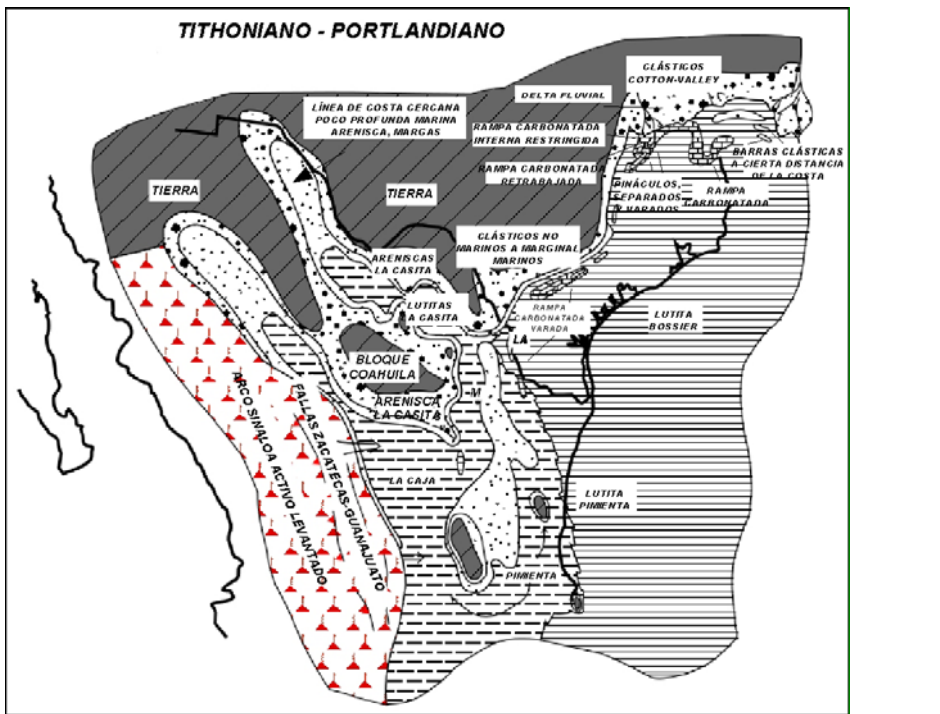 TITHONIANO - PORTLANDIANO
CLÁSTICOS
COTTON-VALLEY
DELTA FLUVIAL
LÍNEA DE COSTA CERCANA
POCO PROFUNDA MARINA
ARENISCA, MARGAS
RAMPA CARBONATADA
INTERNA RESTRINGIDA
BARRAS CLÁSTICAS
A CIERTA DISTANCIA
DE LA COSTA
RAMPA CARBONATADA
RETRABAJADA
TIERRA
TIERRA
PINÁCULOS,
SEPARADOS
Y VARADOS
RAMPA
CARBONATADA
CLÁSTICOS NO
MARINOS A MARGINAL
MARINOS
ARENISCAS
LA CASITA
LUTITAS
A CASITA
RAMPA
CARBONATADA
VARADA
LA
LUTITA
BOSSIER
BLOQUE
COAHUILA
ARENISCA
LA CASITA
M
ARCO SINALOA ACTIVO LEVANTADO
FALLAS ZACATECAS-GUANAJUATO
LA CAJA
LUTITA
PIMIENTA
PIMIENTA